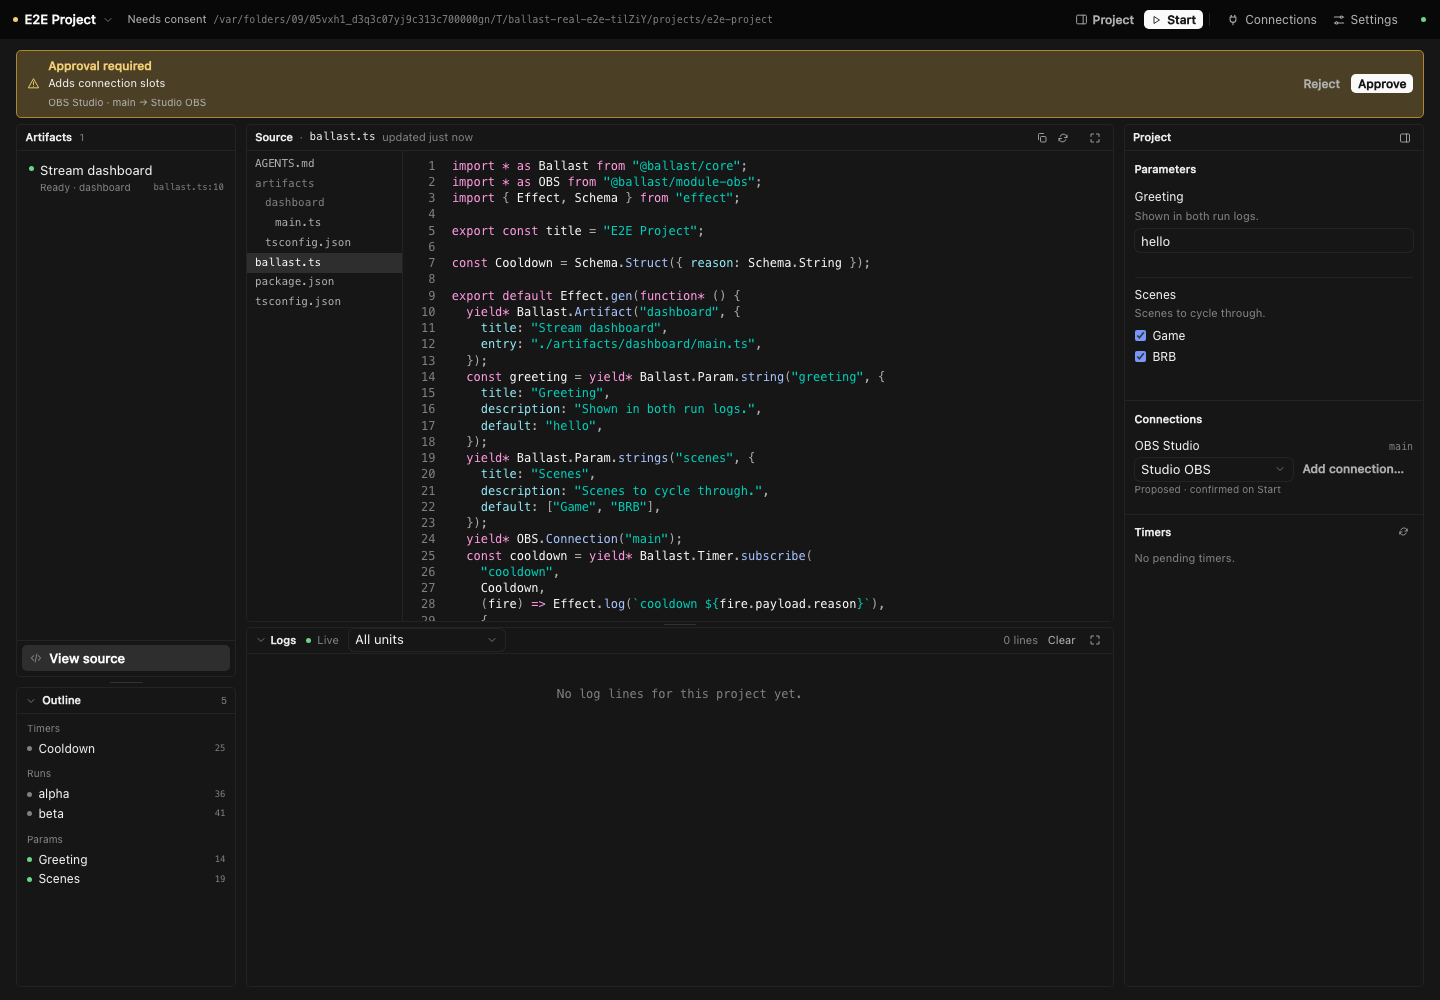 E2E Project
Needs consent /var/folders/09/05vxh1_d3q3c07yj9c313c700000gn/T/ballast-real-e2e-tilZiY/projects/e2e-project
Project
Start
Connections
Settings
Approval required
Adds connection slots
OBS Studio · main → Studio OBS
Reject
Approve
Artifacts 1
Stream dashboard
Ready · dashboard ballast.ts:10
View source
Outline 5
Timers
Cooldown 25
Runs
alpha 36
beta 41
Params
Greeting 14
Scenes 19
Source · ballast.ts updated just now
AGENTS.md
artifacts
dashboard
main.ts
tsconfig.json
ballast.ts
package.json
tsconfig.json
1 import * as Ballast from "@ballast/core";
2 import * as OBS from "@ballast/module-obs";
3 import { Effect, Schema } from "effect";
4
5 export const title = "E2E Project";
6
7 const Cooldown = Schema.Struct({ reason: Schema.String });
8
9 export default Effect.gen(function* () {
10 yield* Ballast.Artifact("dashboard", {
11 title: "Stream dashboard",
12 entry: "./artifacts/dashboard/main.ts",
13 });
14 const greeting = yield* Ballast.Param.string("greeting", {
15 title: "Greeting",
16 description: "Shown in both run logs.",
17 default: "hello",
18 });
19 yield* Ballast.Param.strings("scenes", {
20 title: "Scenes",
21 description: "Scenes to cycle through.",
22 default: ["Game", "BRB"],
23 });
24 yield* OBS.Connection("main");
25 const cooldown = yield* Ballast.Timer.subscribe(
26 "cooldown",
27 Cooldown,
28 (fire) => Effect.log(`cooldown ${fire.payload.reason}`),
29 {
Logs
Live
All units
0 lines
Clear
No log lines for this project yet.
Project
Parameters
Greeting
Shown in both run logs.
hello
Scenes
Scenes to cycle through.
Game
BRB
Connections
OBS Studio main
Studio OBS
Add connection...
Proposed · confirmed on Start
Timers
No pending timers.